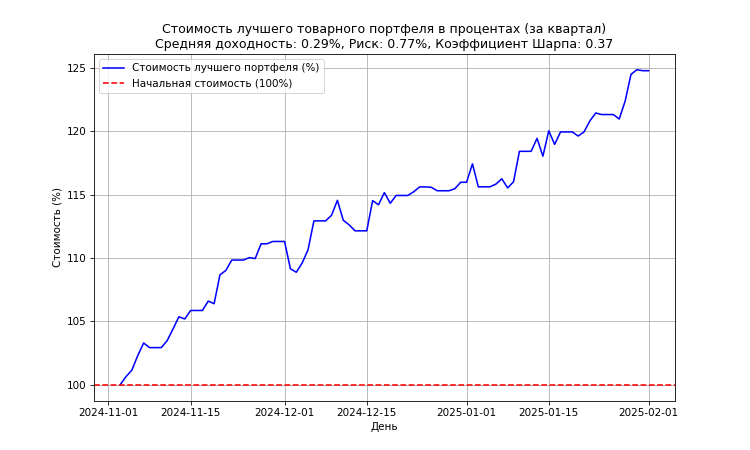 Стоимость лучшего товарного портфеля в процентах (за квартал)
Средняя доходность: 0.29%, Риск: 0.77%, Коэффициент Шарпа: 0.37
Стоимость лучшего портфеля (%)
Начальная стоимость (100%)
Стоимость (%)
125
120
115
110
105
100
2024-11-01
2024-11-15
2024-12-01
2024-12-15
2025-01-01
2025-01-15
2025-02-01
День